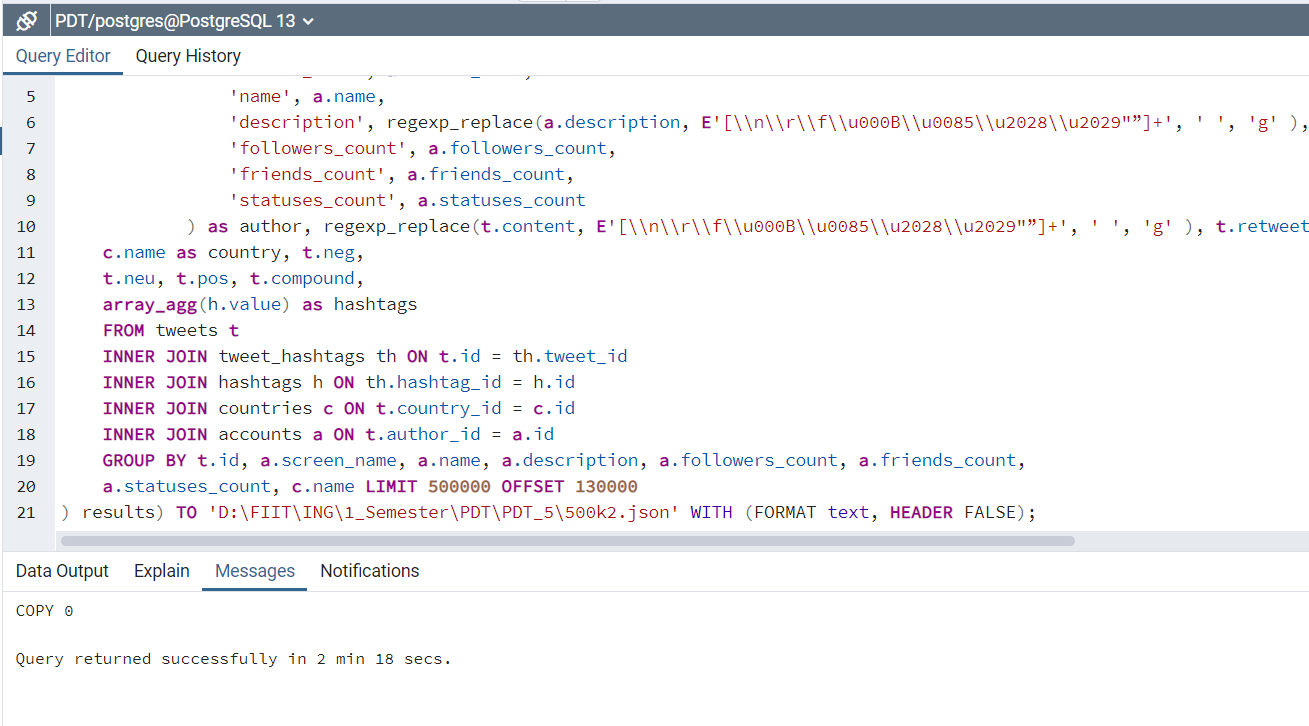 PDT/postgres@PostgreSQL 13
Query Editor Query History
5 'name', a.name,
6 'description', regexp_replace(a.description, E'[\\n\\r\\f\\u000B\\u0085\\u2028\\u2029"”]+', ' ', 'g' ),
7 'followers_count', a.followers_count,
8 'friends_count', a.friends_count,
9 'statuses_count', a.statuses_count
10 ) as author, regexp_replace(t.content, E'[\\n\\r\\f\\u000B\\u0085\\u2028\\u2029"”]+', ' ', 'g' ), t.retweet
11 c.name as country, t.neg,
12 t.neu, t.pos, t.compound,
13 array_agg(h.value) as hashtags
14 FROM tweets t
15 INNER JOIN tweet_hashtags th ON t.id = th.tweet_id
16 INNER JOIN hashtags h ON th.hashtag_id = h.id
17 INNER JOIN countries c ON t.country_id = c.id
18 INNER JOIN accounts a ON t.author_id = a.id
19 GROUP BY t.id, a.screen_name, a.name, a.description, a.followers_count, a.friends_count,
20 a.statuses_count, c.name LIMIT 500000 OFFSET 130000
21 ) results) TO 'D:\FIIT\ING\1_Semester\PDT\PDT_5\500k2.json' WITH (FORMAT text, HEADER FALSE);
Data Output Explain Messages Notifications
COPY 0
Query returned successfully in 2 min 18 secs.